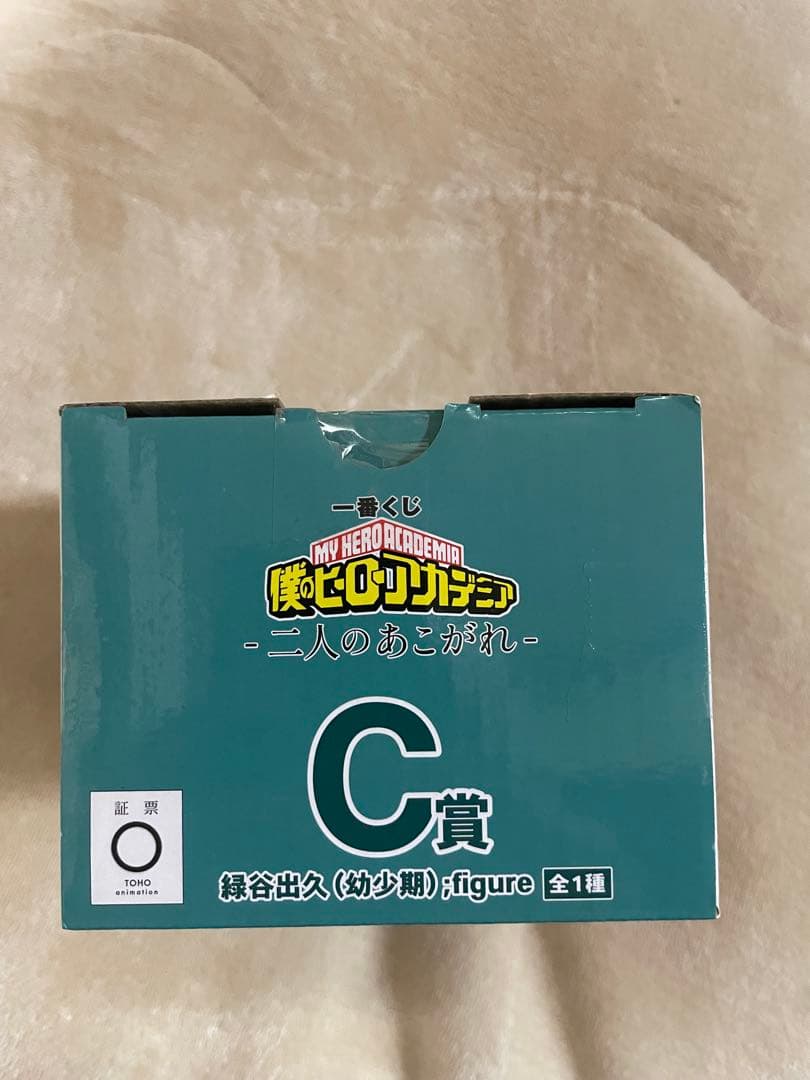 一番くじ
MY HERO ACADEMIA
僕のヒーローアカデミア
-二人のあこがれ-
C賞
緑谷出久(幼少期);figure 全1種
証票
TOHO
animation